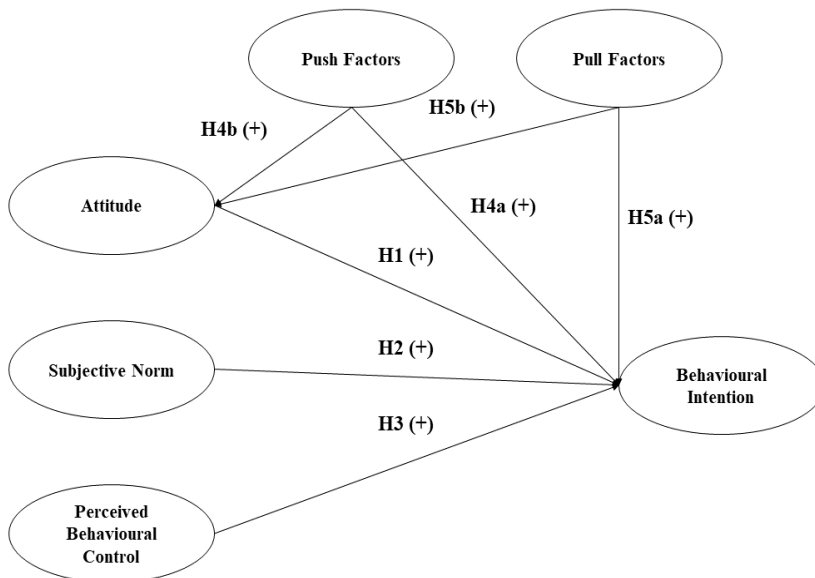 Push Factors
Pull Factors
H5b (+)
H4b (+)
Attitude
H4a (+)
H5a (+)
H1 (+)
H2 (+)
Subjective Norm
Behavioural
Intention
H3 (+)
Perceived
Behavioural
Control